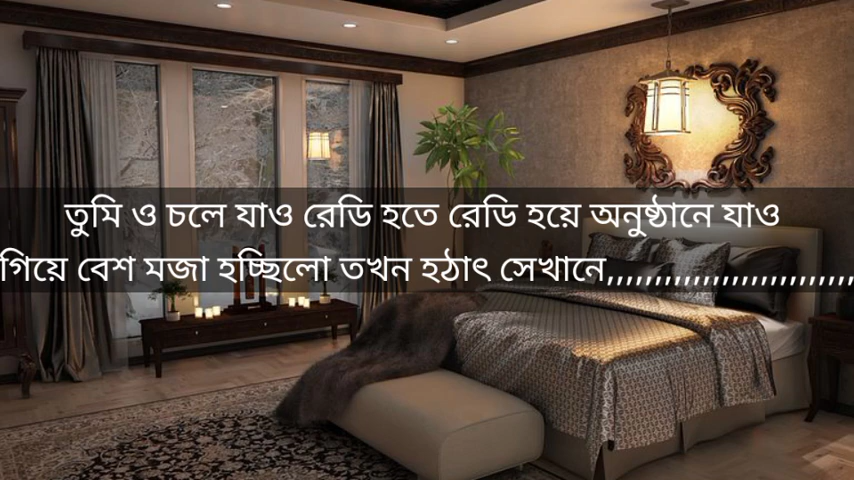 তুমি ও চলে যাও রেডি হতে রেডি হয়ে অনুষ্ঠানে যাও
গিয়ে বেশ মজা হচ্ছিলো তখন হঠাৎ সেখানে,,,,,,,,,,,,,,,,,,,,,,,,,,